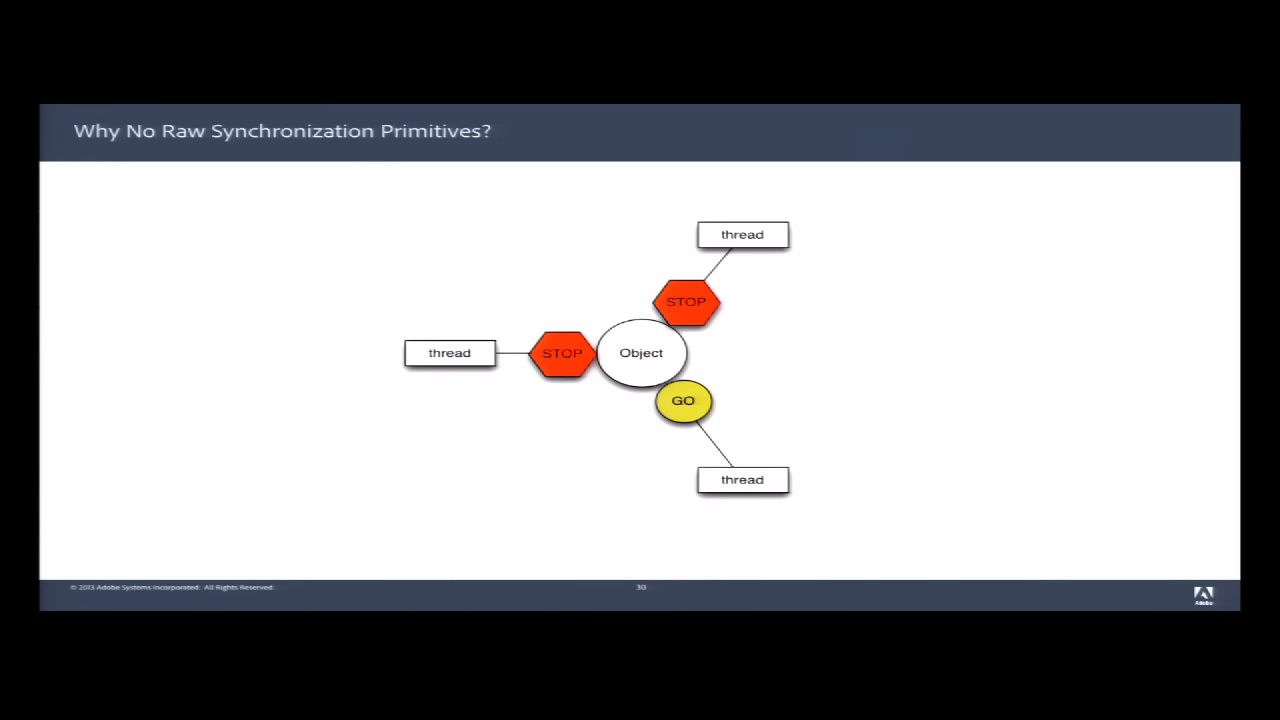 Why No Raw Synchronization Primitives?
thread
STOP
thread
STOP
Object
GO
thread
© 2013 Adobe Systems Incorporated. All Rights Reserved.
30
Adobe